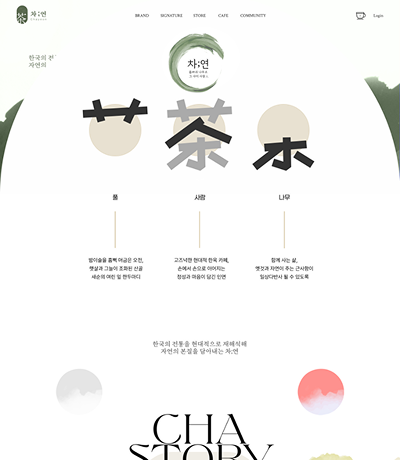 차;연
BRAND SIGNATURE STORE CAFE COMMUNITY
Login
한국의 본
자연의
차;연
茶
풀 사람 나무
밤이슬을 흠뻑 머금은 오전,
햇살과 그늘이 조화된 산골
새순의 여린 잎 한두마디
고즈넉한 현대적 한옥 카페,
손에서 손으로 이어지는
정성과 마음이 담긴 인연
함께 사는 삶,
옛것과 자연이 주는 근사함이
일상다반사 될 수 있도록
한국의 전통을 현대적으로 재해석해
자연의 본질을 담아내는 차;연
CHA
STORY